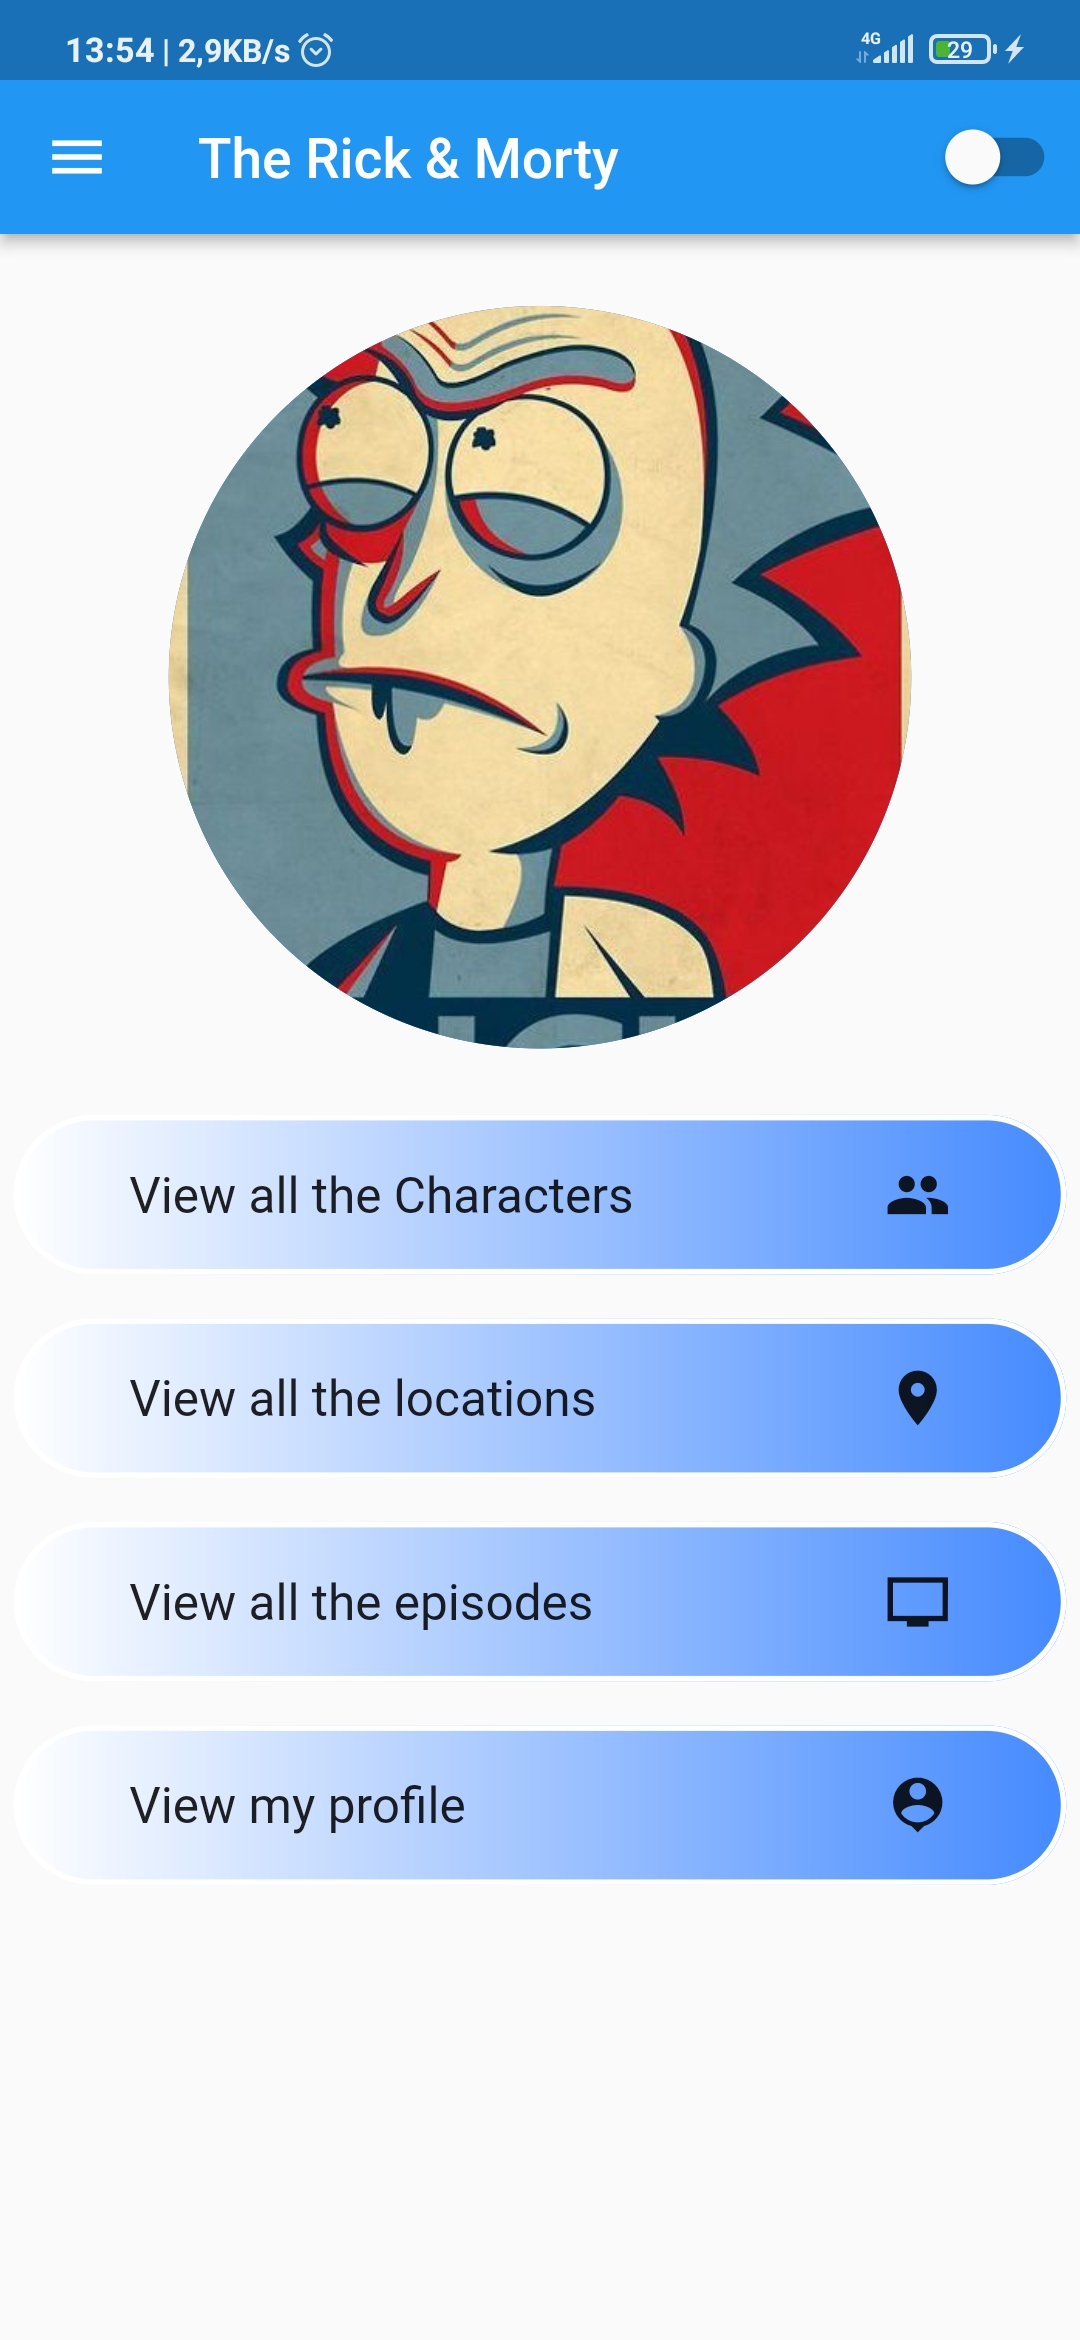 13:54 | 2,9KB/s
4G
29
The Rick & Morty
View all the Characters
View all the locations
View all the episodes
View my profile